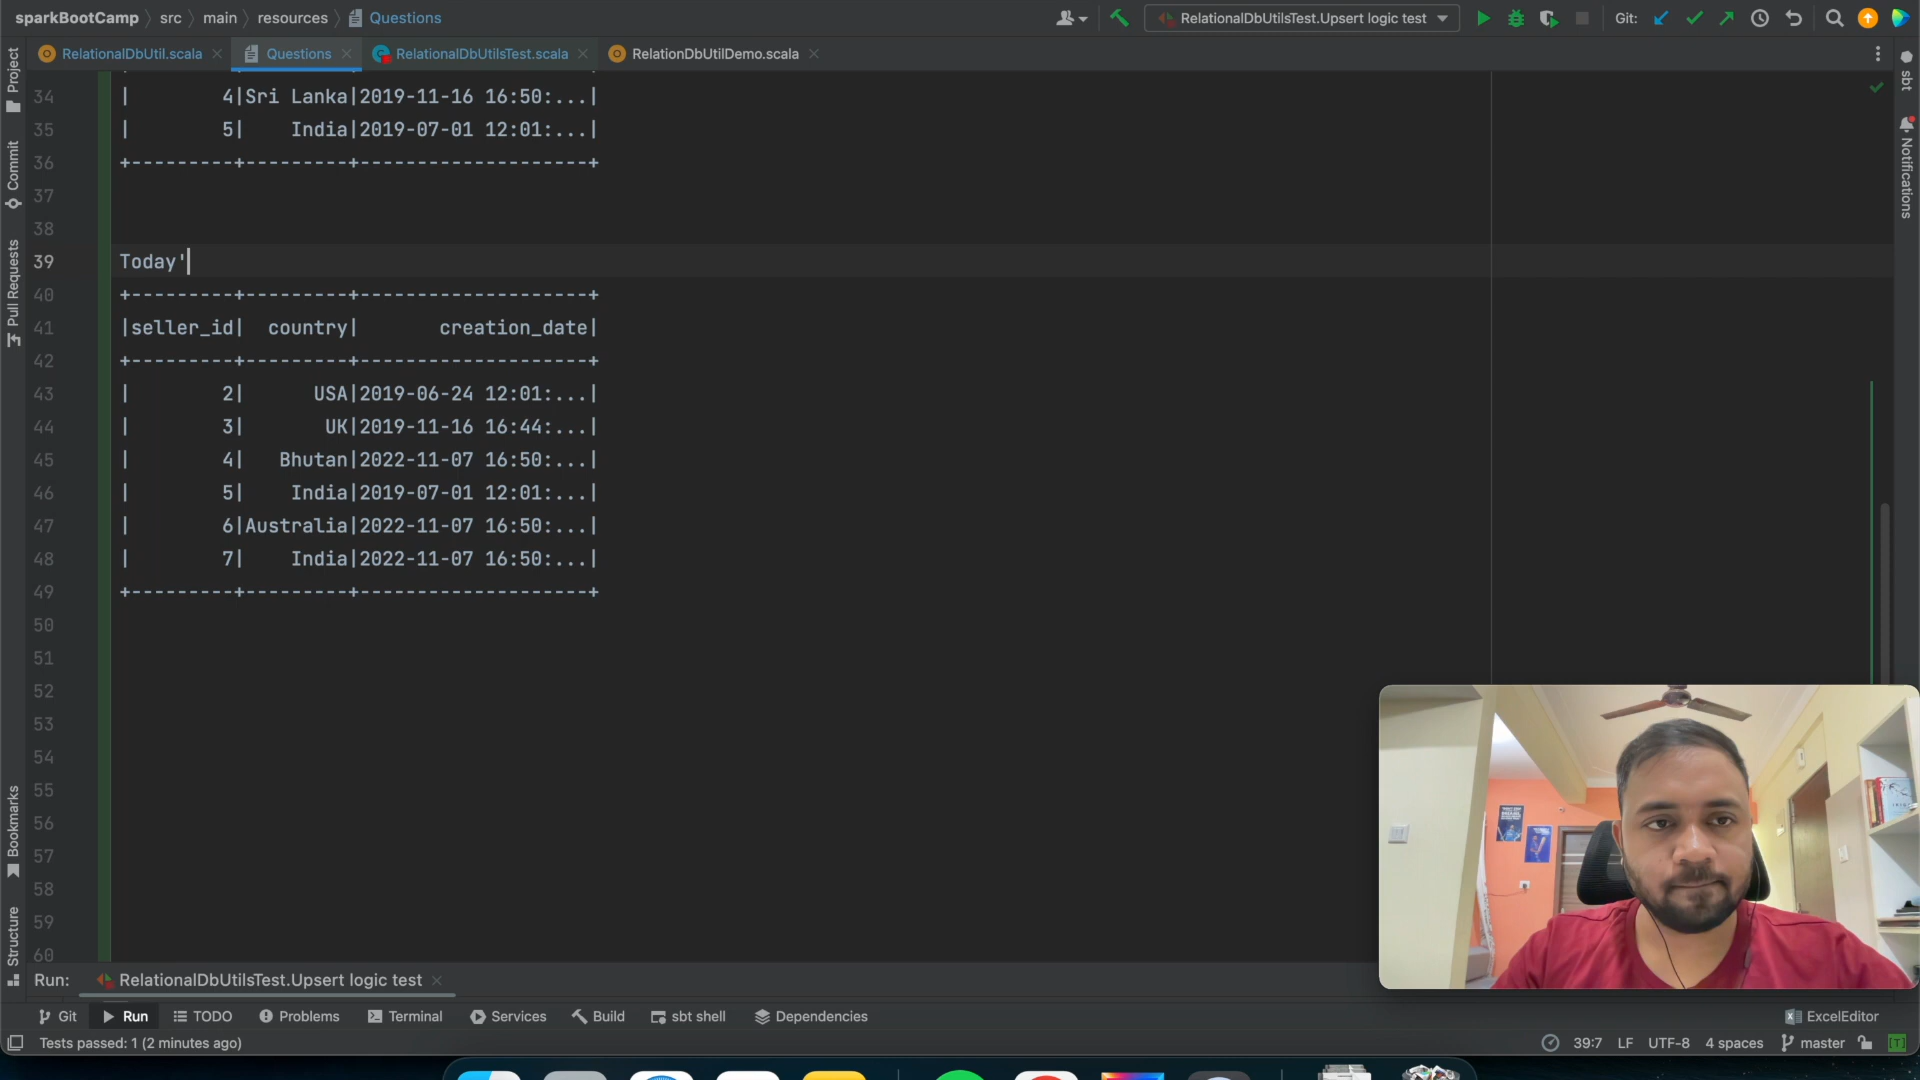 sparkBootCamp
src
main
resources
Questions
RelationalDbUtilsTest.Upsert logic test
Git:
RelationalDbUtil.scala
Questions
RelationalDbUtilsTest.scala
RelationDbUtilDemo.scala
Project
Commit
Pull Requests
Bookmarks
Structure
sbt
Notifications
34 | 4|Sri Lanka|2019-11-16 16:50:...|
35 | 5| India|2019-07-01 12:01:...|
36 +---------+---------+--------------------+
37
38
39 Today'
40 +---------+---------+--------------------+
41 |seller_id| country| creation_date|
42 +---------+---------+--------------------+
43 | 2| USA|2019-06-24 12:01:...|
44 | 3| UK|2019-11-16 16:44:...|
45 | 4| Bhutan|2022-11-07 16:50:...|
46 | 5| India|2019-07-01 12:01:...|
47 | 6|Australia|2022-11-07 16:50:...|
48 | 7| India|2022-11-07 16:50:...|
49 +---------+---------+--------------------+
50
51
52
53
54
55
56
57
58
59
60
Run: RelationalDbUtilsTest.Upsert logic test
Git Run TODO Problems Terminal Services Build sbt shell Dependencies ExcelEditor
Tests passed: 1 (2 minutes ago) 39:7 LF UTF-8 4 spaces master [T]